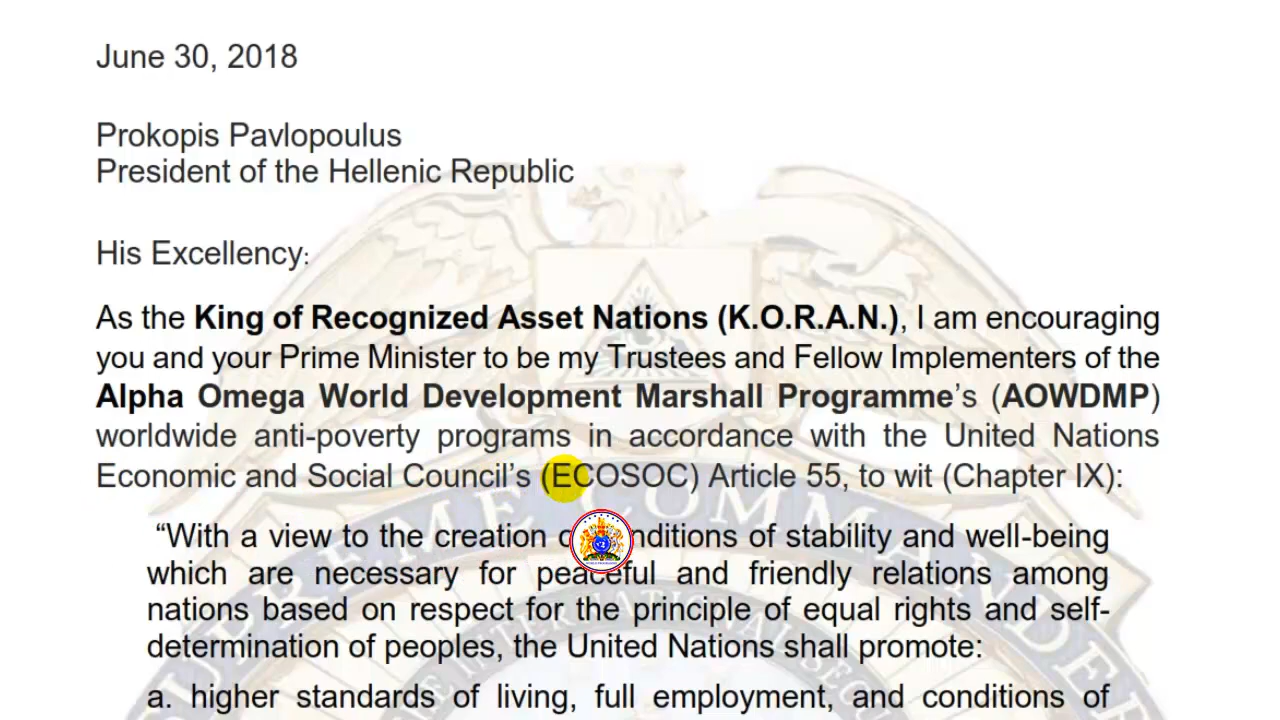 June 30, 2018
Prokopis Pavlopoulus
President of the Hellenic Republic
His Excellency:
As the King of Recognized Asset Nations (K.O.R.A.N.), I am encouraging
you and your Prime Minister to be my Trustees and Fellow Implementers of the
Alpha Omega World Development Marshall Programme’s (AOWDMP)
worldwide anti-poverty programs in accordance with the United Nations
Economic and Social Council’s (ECOSOC) Article 55, to wit (Chapter IX):
“With a view to the creation of conditions of stability and well-being
which are necessary for peaceful and friendly relations among
nations based on respect for the principle of equal rights and self-
determination of peoples, the United Nations shall promote:
a. higher standards of living, full employment, and conditions of
SUPREME COMMANDER
INTERNATIONAL